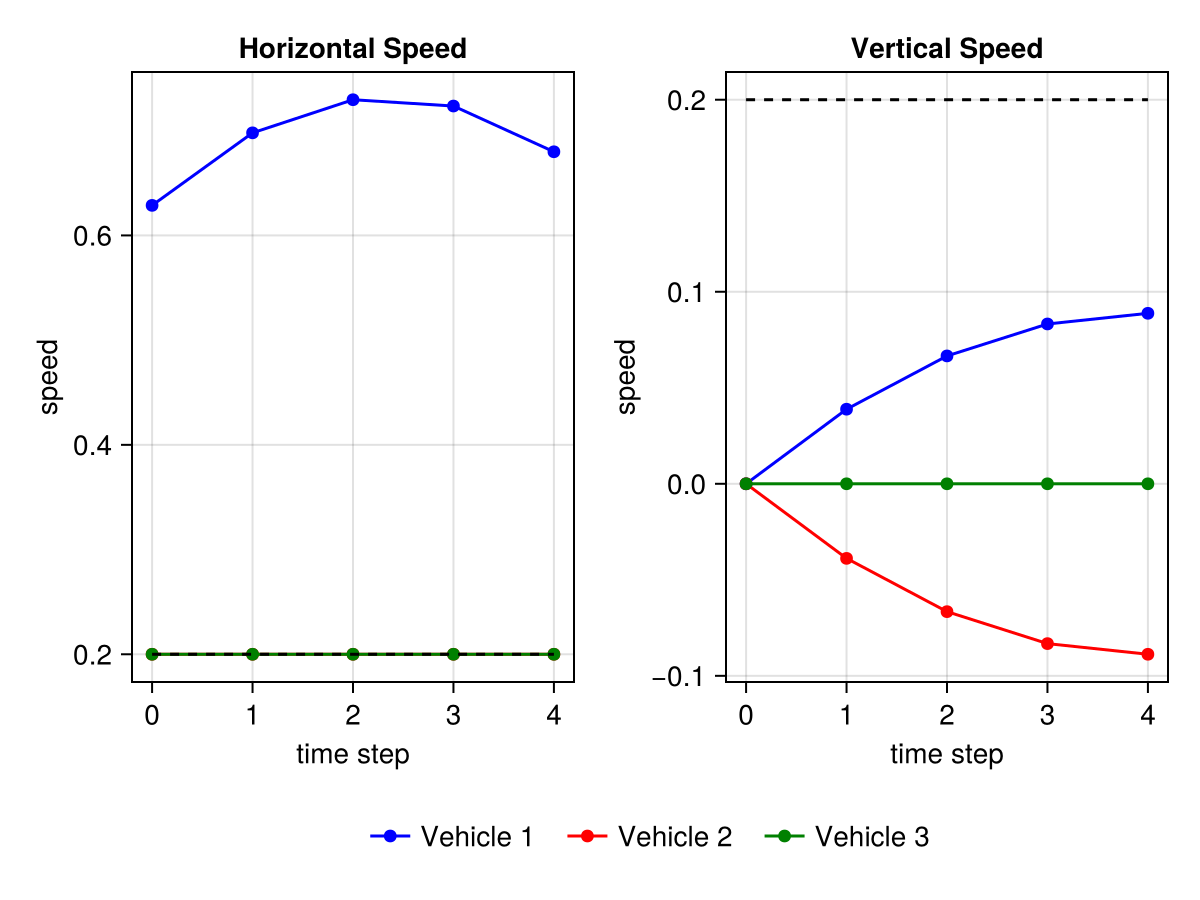 Horizontal Speed
Vertical Speed
speed
0.6
0.4
0.2
0
1
2
3
4
time step
speed
0.2
0.1
0.0
−0.1
0
1
2
3
4
time step
Vehicle 1
Vehicle 2
Vehicle 3